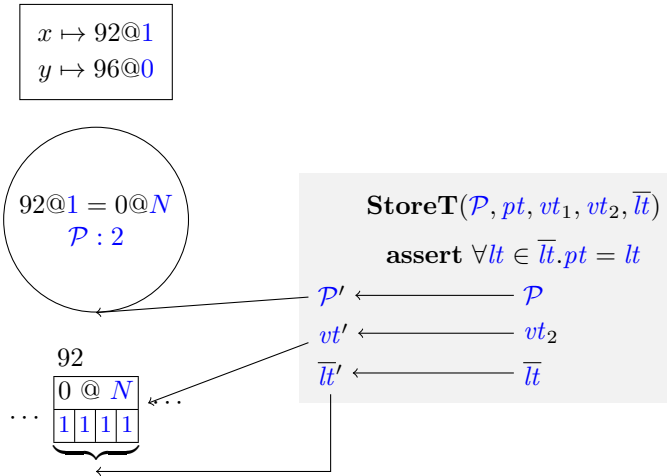 x ↦ 92@1
y ↦ 96@0
92@1 = 0@N
𝒫 : 2
StoreT(𝒫, pt, vt₁, vt₂, l̅t̅)
assert ∀lt ∈ l̅t̅.pt = lt
𝒫′ 𝒫
vt′ vt₂
l̅t̅′ l̅t̅
92
0 @ N
... 1 1 1 1 ...